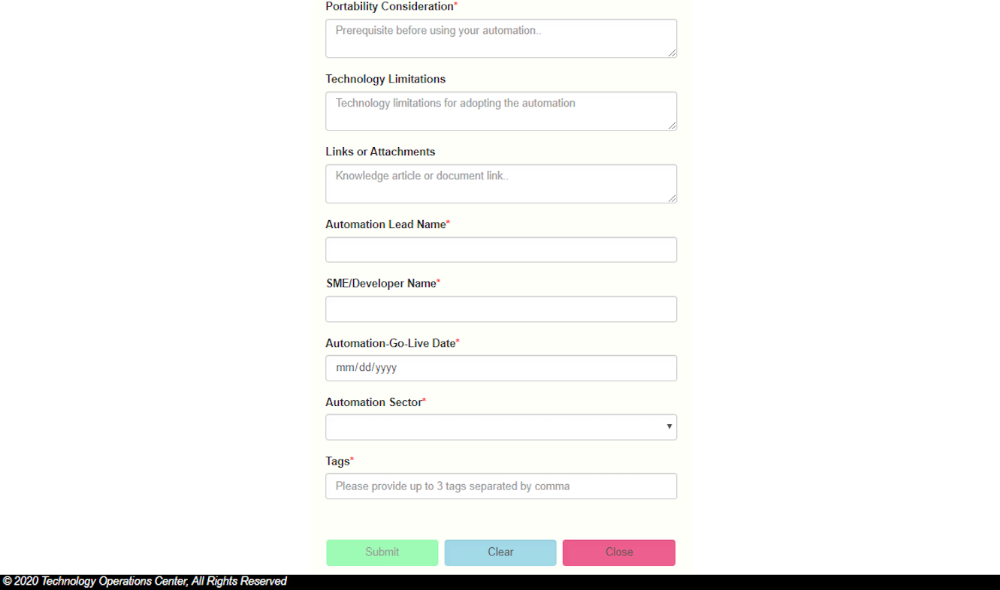 Portability Consideration*
Prerequisite before using your automation..
Technology Limitations
Technology limitations for adopting the automation
Links or Attachments
Knowledge article or document link..
Automation Lead Name*
SME/Developer Name*
Automation-Go-Live Date*
mm/dd/yyyy
Automation Sector*
Tags*
Please provide up to 3 tags separated by comma
Submit Clear Close
© 2020 Technology Operations Center, All Rights Reserved